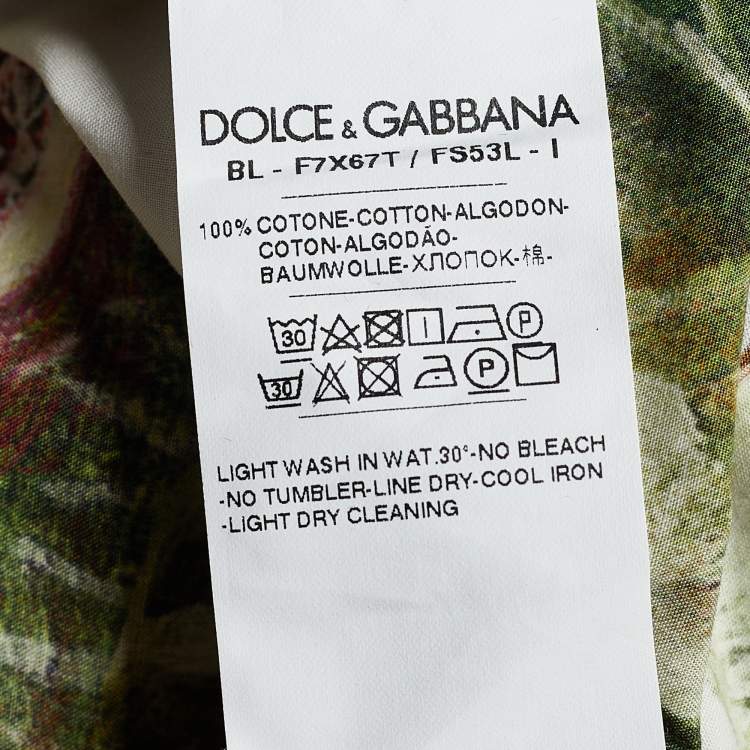 DOLCE & GABBANA
BL - F7X67T / FS53L - I
100% COTONE-COTTON-ALGODON-
COTON-ALGODÃO-
BAUMWOLLE-ХЛОПОК-棉-
30 P
30 P
LIGHT WASH IN WAT.30°-NO BLEACH
-NO TUMBLER-LINE DRY-COOL IRON
-LIGHT DRY CLEANING